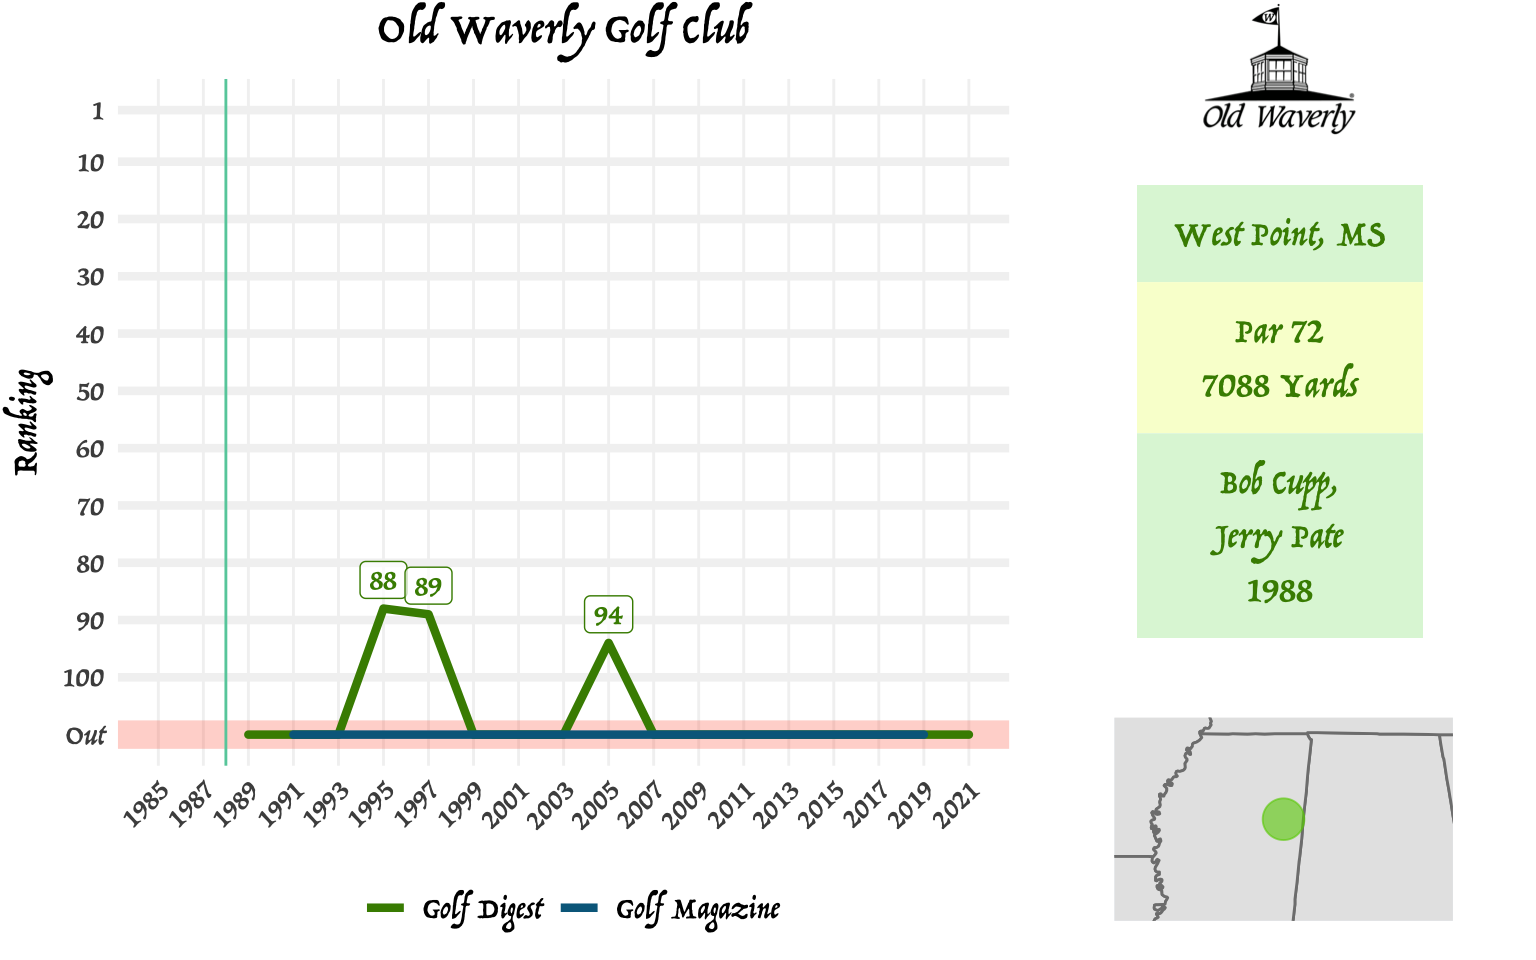 Old Waverly Golf Club
W
Old Waverly
®
Ranking
1
10
20
30
40
50
60
70
80
90
100
Out
88
89
94
1985
1987
1989
1991
1993
1995
1997
1999
2001
2003
2005
2007
2009
2011
2013
2015
2017
2019
2021
Golf Digest
Golf Magazine
West Point, MS
Par 72
7088 Yards
Bob Cupp,
Jerry Pate
1988